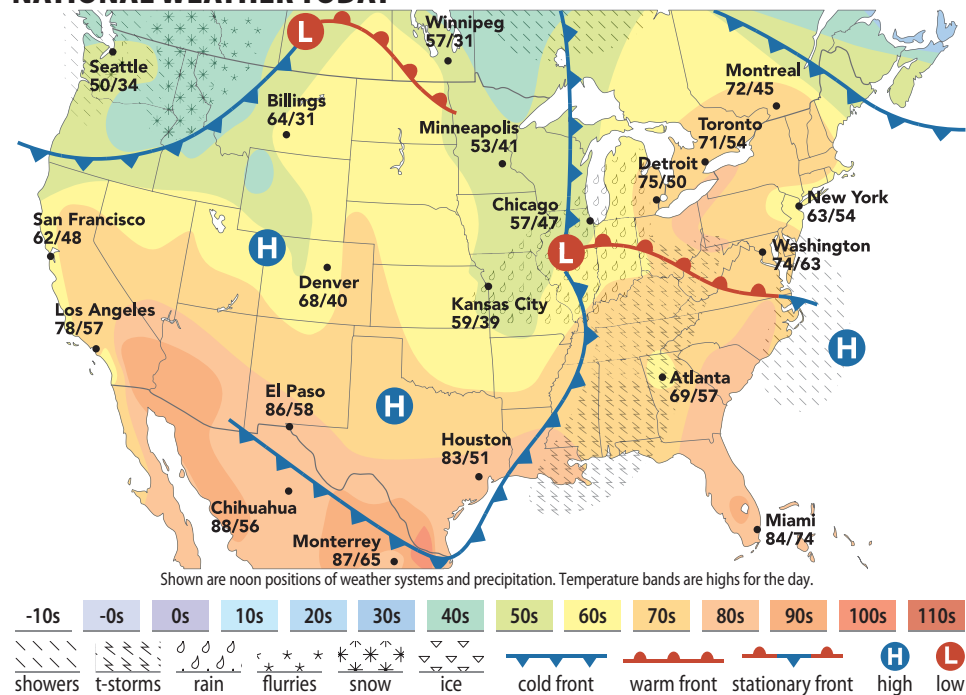 NATIONAL WEATHER TODAY
L
Winnipeg
57/31
Seattle
50/34
Montreal
72/45
Billings
64/31
Minneapolis
53/41
Toronto
71/54
Detroit
75/50
Chicago
57/47
New York
63/54
San Francisco
62/48
H
L
Washington
74/63
Denver
68/40
Kansas City
59/39
Los Angeles
78/57
H
Atlanta
69/57
El Paso
86/58
H
Houston
83/51
Chihuahua
88/56
Miami
84/74
Monterrey
87/65
Shown are noon positions of weather systems and precipitation. Temperature bands are highs for the day.
-10s -0s 0s 10s 20s 30s 40s 50s 60s 70s 80s 90s 100s 110s
H L
showers t-storms rain flurries snow ice cold front warm front stationary front high low